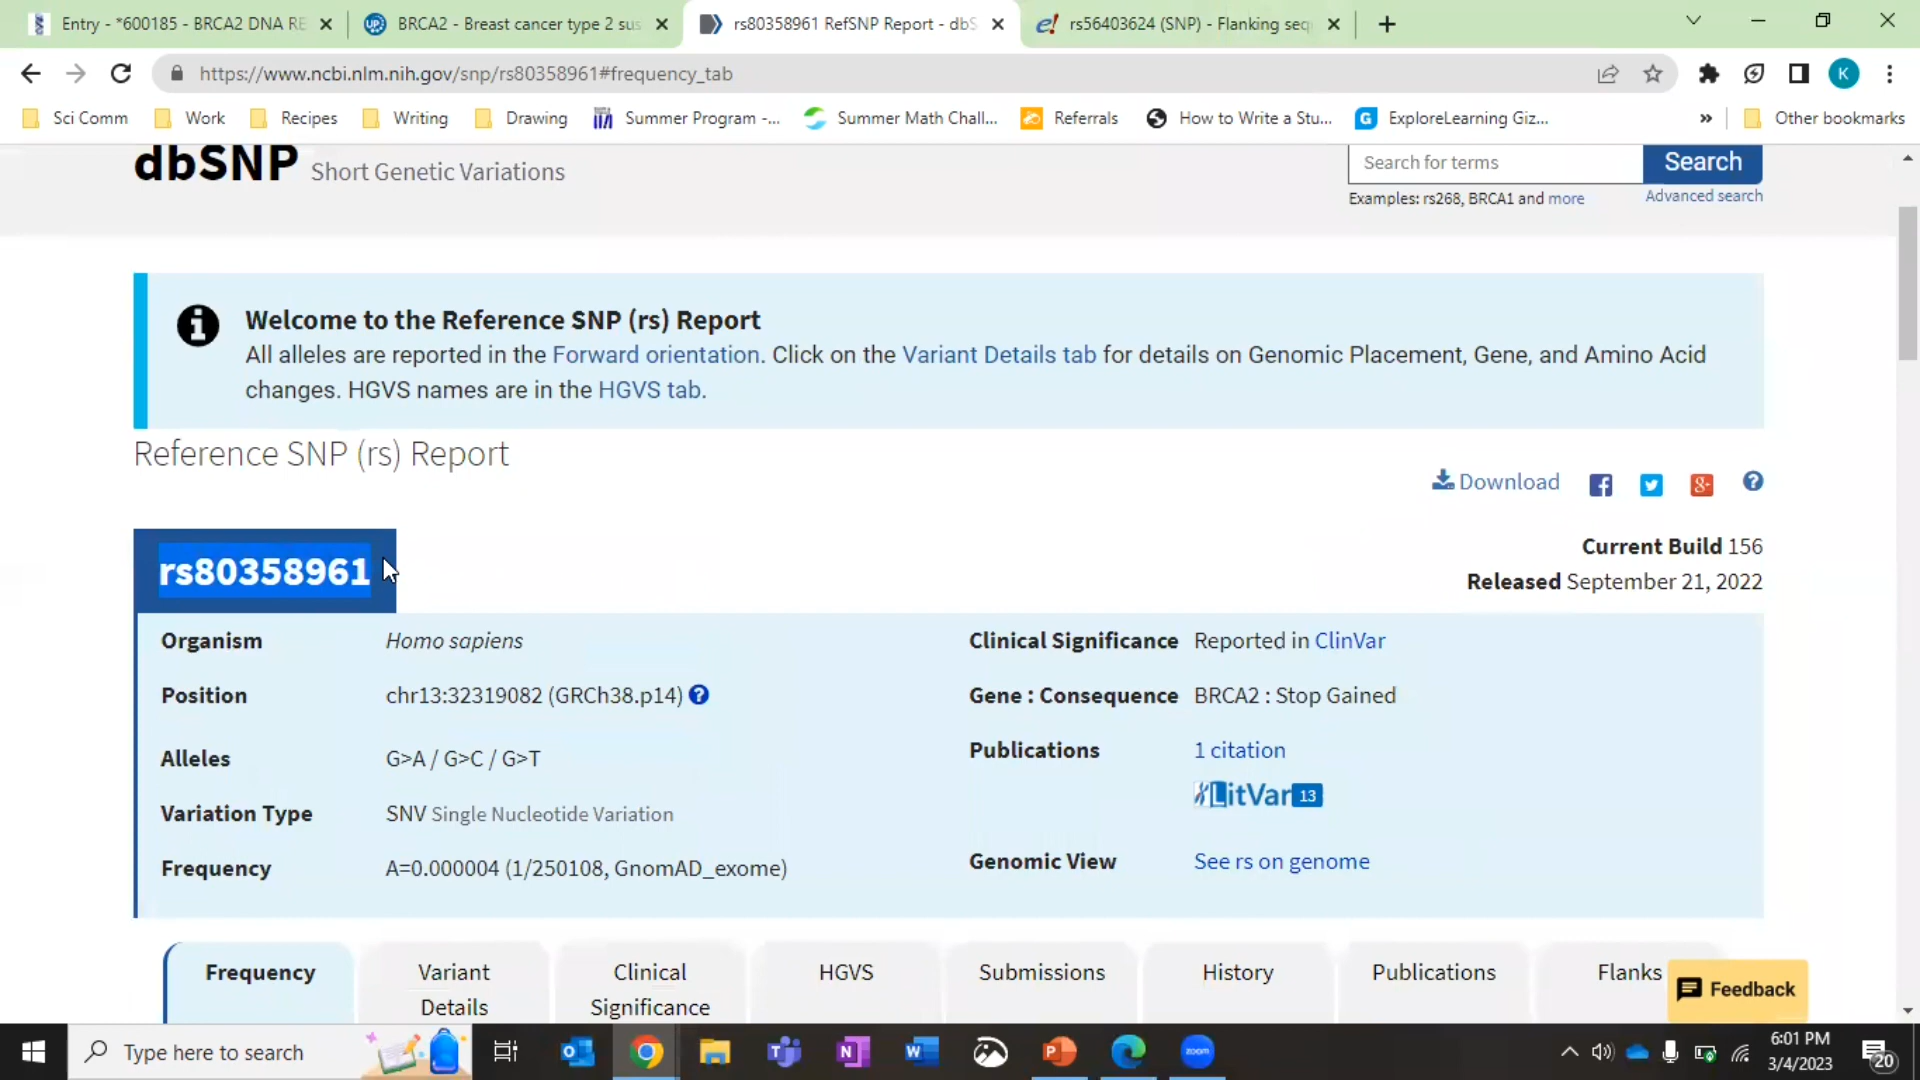 Entry - *600185 - BRCA2 DNA RE
BRCA2 - Breast cancer type 2 sus
rs80358961 RefSNP Report - dbS
rs56403624 (SNP) - Flanking seq
https://www.ncbi.nlm.nih.gov/snp/rs80358961#frequency_tab
K
Sci Comm
Work
Recipes
Writing
Drawing
Summer Program -...
Summer Math Chall...
Referrals
How to Write a Stu...
ExploreLearning Giz...
»
Other bookmarks
dbSNP Short Genetic Variations
Search for terms
Search
Examples: rs268, BRCA1 and more
Advanced search
Welcome to the Reference SNP (rs) Report
All alleles are reported in the Forward orientation. Click on the Variant Details tab for details on Genomic Placement, Gene, and Amino Acid
changes. HGVS names are in the HGVS tab.
Reference SNP (rs) Report
Download
rs80358961
Current Build 156
Released September 21, 2022
Organism Homo sapiens
Position chr13:32319082 (GRCh38.p14)
Alleles G>A / G>C / G>T
Variation Type SNV Single Nucleotide Variation
Frequency A=0.000004 (1/250108, GnomAD_exome)
Clinical Significance Reported in ClinVar
Gene : Consequence BRCA2 : Stop Gained
Publications 1 citation
LitVar 13
Genomic View See rs on genome
Frequency
Variant
Details
Clinical
Significance
HGVS
Submissions
History
Publications
Flanks
Feedback
Type here to search
zoom
6:01 PM
3/4/2023
20